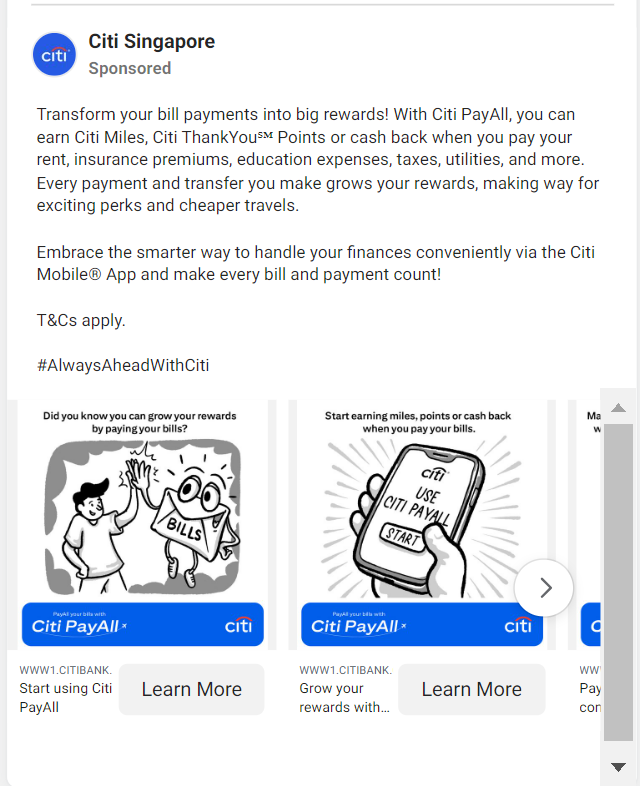 citi
Citi Singapore
Sponsored
Transform your bill payments into big rewards! With Citi PayAll, you can
earn Citi Miles, Citi ThankYou℠ Points or cash back when you pay your
rent, insurance premiums, education expenses, taxes, utilities, and more.
Every payment and transfer you make grows your rewards, making way for
exciting perks and cheaper travels.
Embrace the smarter way to handle your finances conveniently via the Citi
Mobile® App and make every bill and payment count!
T&Cs apply.
#AlwaysAheadWithCiti
Did you know you can grow your rewards
by paying your bills?
BILLS
PayAll your bills with
Citi PayAll
citi
WWW1.CITIBANK.
Start using Citi
PayAll
Learn More
Start earning miles, points or cash back
when you pay your bills.
citi
USE
CITI PAYALL
START
PayAll your bills with
Citi PayAll
citi
WWW1.CITIBANK.
Grow your
rewards with...
Learn More
Ma
w
C
WW
Pay
con